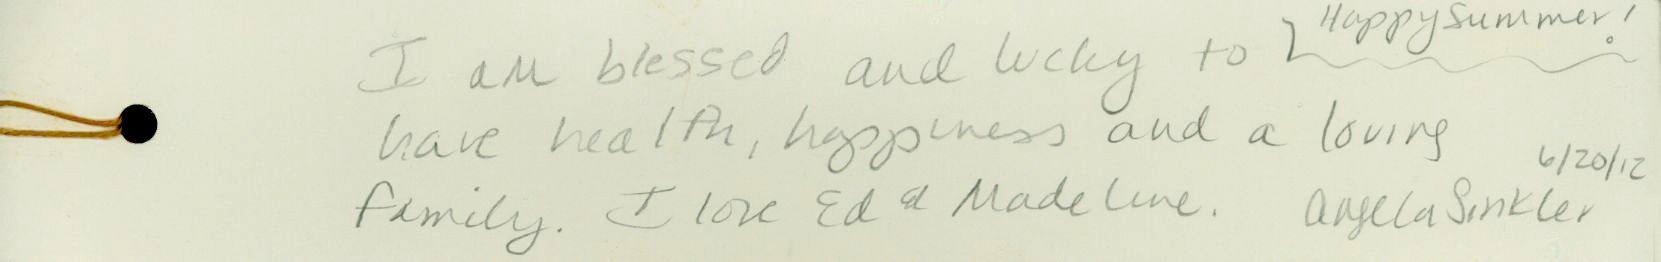 Happy Summer!
I am blessed and lucky to
have health, happiness and a loving
family. I love Ed & Madeline.
6/20/12
Angela Sinkler